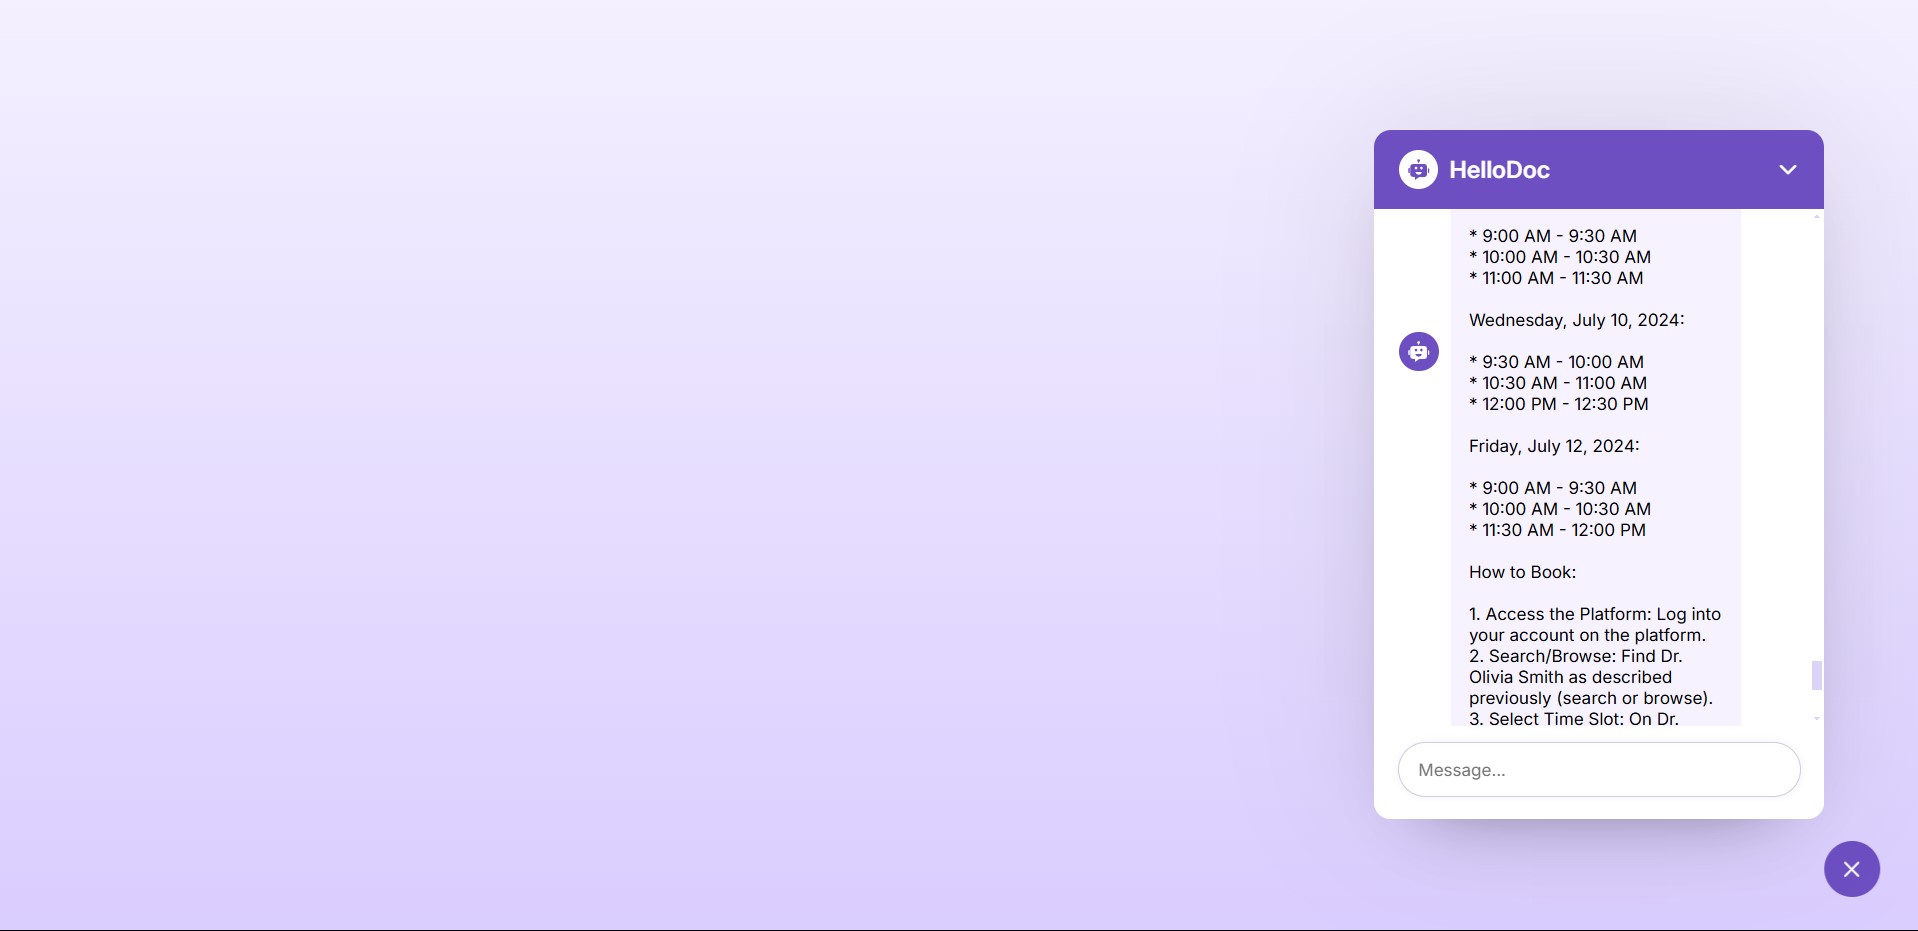 HelloDoc
* 9:00 AM - 9:30 AM
* 10:00 AM - 10:30 AM
* 11:00 AM - 11:30 AM
Wednesday, July 10, 2024:
* 9:30 AM - 10:00 AM
* 10:30 AM - 11:00 AM
* 12:00 PM - 12:30 PM
Friday, July 12, 2024:
* 9:00 AM - 9:30 AM
* 10:00 AM - 10:30 AM
* 11:30 AM - 12:00 PM
How to Book:
1. Access the Platform: Log into
your account on the platform.
2. Search/Browse: Find Dr.
Olivia Smith as described
previously (search or browse).
3. Select Time Slot: On Dr.
Message...